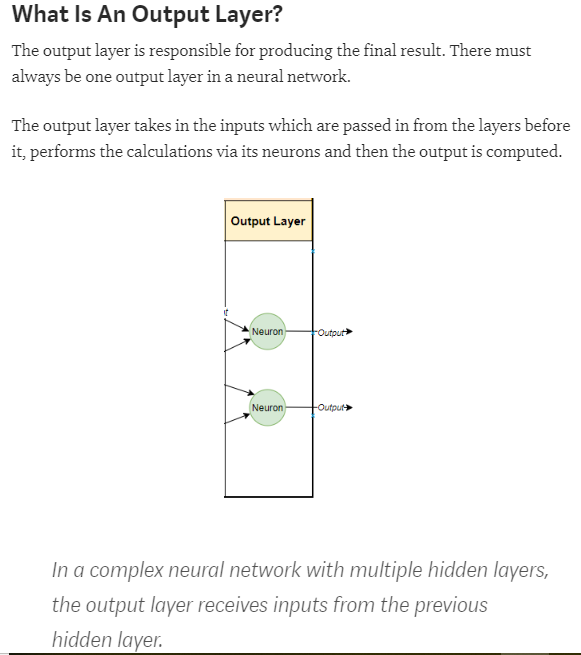 What Is An Output Layer?
The output layer is responsible for producing the final result. There must
always be one output layer in a neural network.
The output layer takes in the inputs which are passed in from the layers before
it, performs the calculations via its neurons and then the output is computed.
Output Layer
Neuron
Output
Neuron
Output
In a complex neural network with multiple hidden layers,
the output layer receives inputs from the previous
hidden layer.